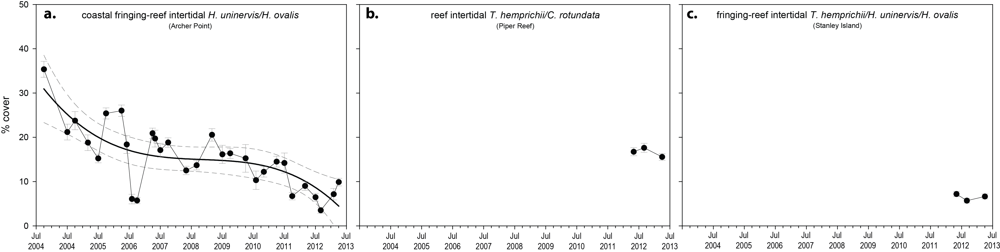 a. coastal fringing-reef intertidal H. uninervis/H. ovalis
(Archer Point)
b. reef intertidal T. hemprichii/C. rotundata
(Piper Reef)
c. fringing-reef intertidal T. hemprichii/H. uninervis/H. ovalis
(Stanley Island)
% cover
50
40
30
20
10
0
Jul Jul Jul Jul Jul Jul Jul Jul Jul Jul Jul
2004 2004 2005 2006 2007 2008 2009 2010 2011 2012 2013
Jul Jul Jul Jul Jul Jul Jul Jul Jul Jul
2004 2005 2006 2007 2008 2009 2010 2011 2012 2013
Jul Jul Jul Jul Jul Jul Jul Jul Jul Jul
2004 2005 2006 2007 2008 2009 2010 2011 2012 2013